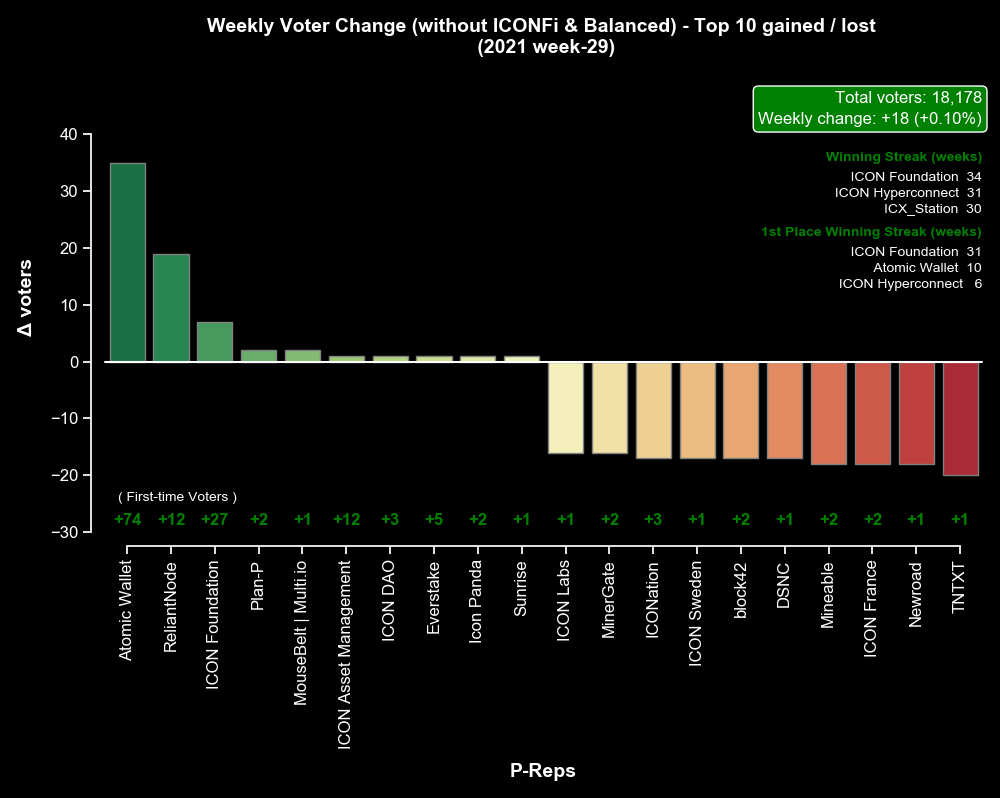 Weekly Voter Change (without ICONFi & Balanced) - Top 10 gained / lost
(2021 week-29)
Total voters: 18,178
Weekly change: +18 (+0.10%)
Winning Streak (weeks)
ICON Foundation 34
ICON Hyperconnect 31
ICX_Station 30
1st Place Winning Streak (weeks)
ICON Foundation 31
Atomic Wallet 10
ICON Hyperconnect 6
Δ voters
40
30
20
10
0
−10
−20
−30
( First-time Voters )
+74 +12 +27 +2 +1 +12 +3 +5 +2 +1 +1 +2 +3 +1 +2 +1 +2 +2 +1 +1
Atomic Wallet
ReliantNode
ICON Foundation
Plan-P
MouseBelt | Multi.io
ICON Asset Management
ICON DAO
Everstake
Icon Panda
Sunrise
ICON Labs
MinerGate
ICONation
ICON Sweden
block42
DSNC
Mineable
ICON France
Newroad
TNTXT
P-Reps